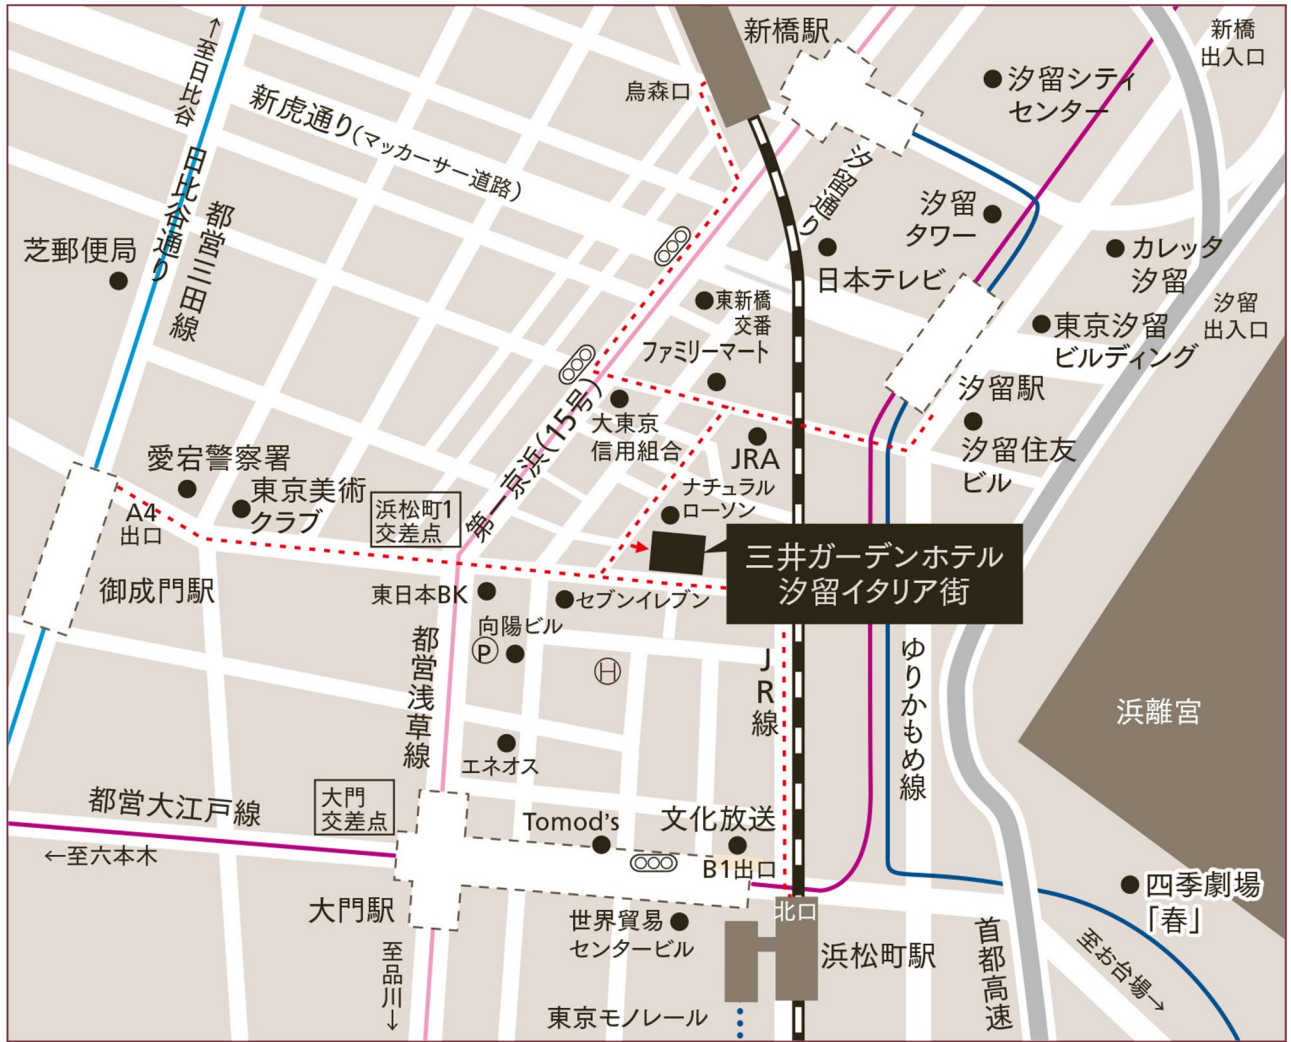 新橋駅
新橋
出入口
←至日比谷
烏森口
汐留シティ
センター
新虎通り(マッカーサー道路)
汐留通り
日比谷通り
都営三田線
芝郵便局
汐留
タワー
日本テレビ
カレッタ
汐留
汐留
出入口
東新橋
交番
ファミリーマート
東京汐留
ビルディング
汐留駅
第一京浜(15号)
大東京
信用組合
JRA
汐留住友
ビル
愛宕警察署
東京美術
クラブ
A4
出口
浜松町1
交差点
ナチュラル
ローソン
三井ガーデンホテル
汐留イタリア街
御成門駅
東日本BK
セブンイレブン
向陽ビル
P
H
都営浅草線
JR線
ゆりかもめ線
浜離宮
エネオス
都営大江戸線
←至六本木
大門
交差点
Tomod's
文化放送
B1出口
四季劇場
「春」
大門駅
北口
世界貿易
センタービル
浜松町駅
首都高速
至お台場→
至品川→
東京モノレール